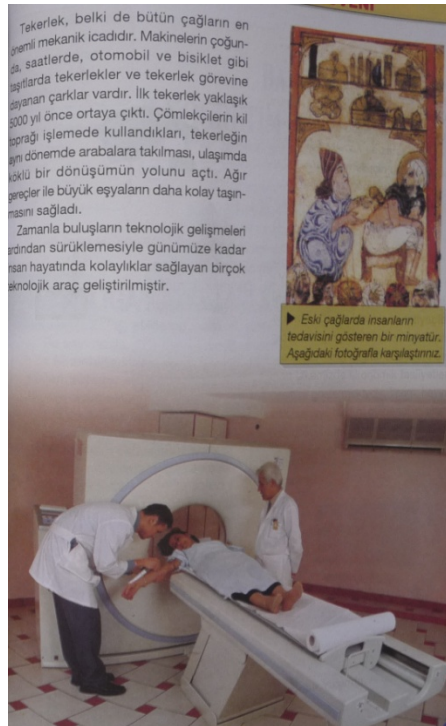 YENİ
Tekerlek, belki de bütün çağların en
önemli mekanik icadıdır. Makinelerin çoğun-
da, saatlerde, otomobil ve bisiklet gibi
taşıtlarda tekerlekler ve tekerlek görevine
dayanan çarklar vardır. İlk tekerlek yaklaşık
5000 yıl önce ortaya çıktı. Çömlekçilerin kil
toprağı işlemede kullandıkları, tekerleğin
aynı dönemde arabalara takılması, ulaşımda
köklü bir dönüşümün yolunu açtı. Ağır
gereçler ile büyük eşyaların daha kolay taşın-
masını sağladı.
Zamanla buluşların teknolojik gelişmeleri
ardından sürüklemesiyle günümüze kadar
insan hayatında kolaylıklar sağlayan birçok
teknolojik araç geliştirilmiştir.
▶ Eski çağlarda insanların
tedavisini gösteren bir minyatür.
Aşağıdaki fotoğrafla karşılaştırınız.